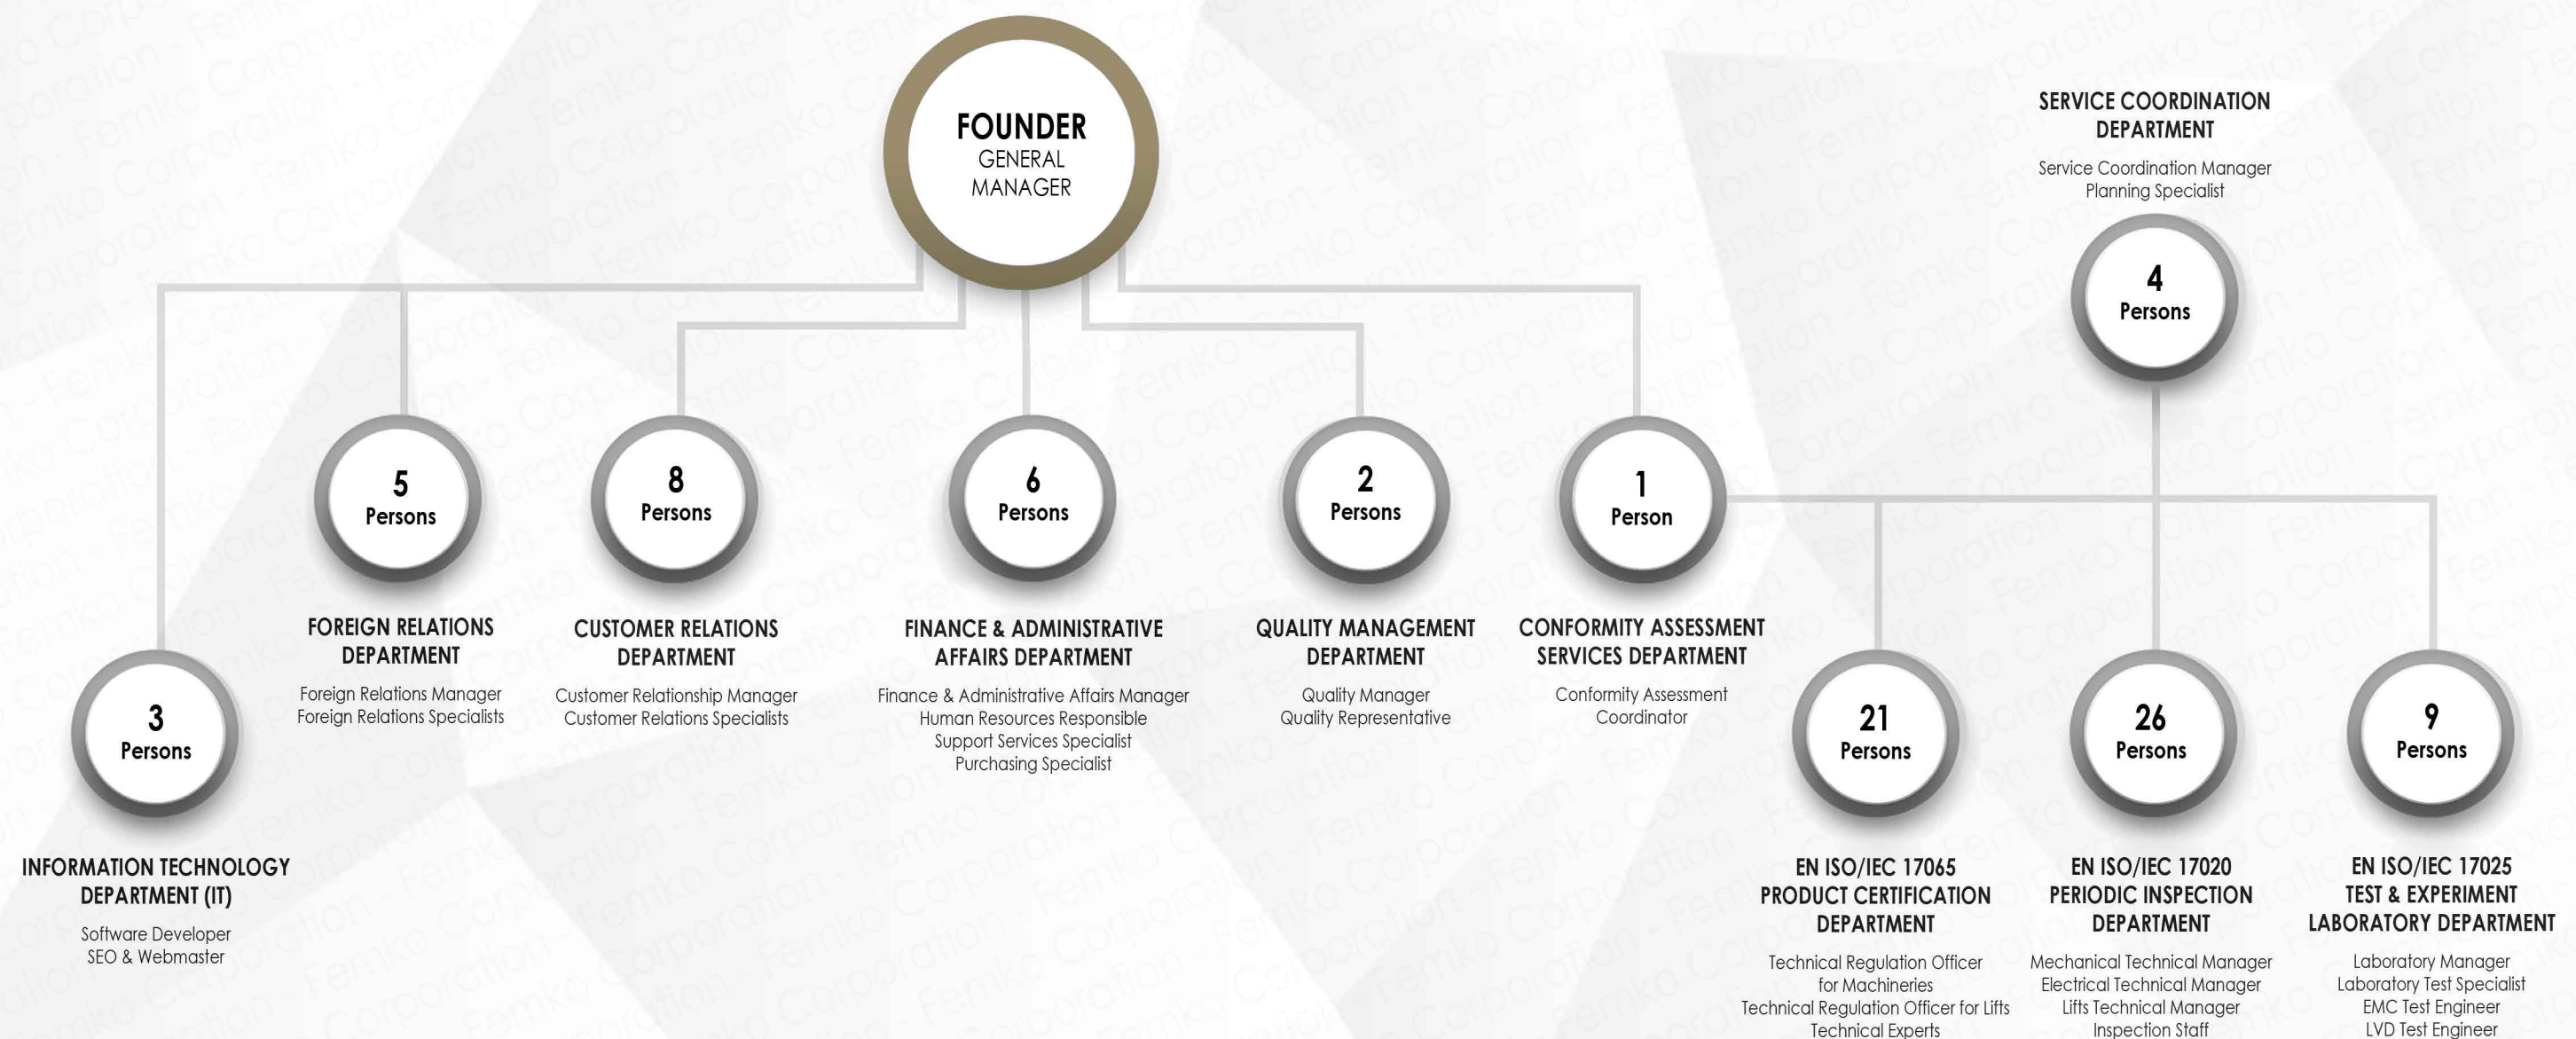 FOUNDER
GENERAL
MANAGER
SERVICE COORDINATION
DEPARTMENT
Service Coordination Manager
Planning Specialist
4
Persons
5
Persons
FOREIGN RELATIONS
DEPARTMENT
Foreign Relations Manager
Foreign Relations Specialists
8
Persons
CUSTOMER RELATIONS
DEPARTMENT
Customer Relationship Manager
Customer Relations Specialists
6
Persons
FINANCE & ADMINISTRATIVE
AFFAIRS DEPARTMENT
Finance & Administrative Affairs Manager
Human Resources Responsible
Support Services Specialist
Purchasing Specialist
2
Persons
QUALITY MANAGEMENT
DEPARTMENT
Quality Manager
Quality Representative
1
Person
CONFORMITY ASSESSMENT
SERVICES DEPARTMENT
Conformity Assessment
Coordinator
3
Persons
INFORMATION TECHNOLOGY
DEPARTMENT (IT)
Software Developer
SEO & Webmaster
21
Persons
EN ISO/IEC 17065
PRODUCT CERTIFICATION
DEPARTMENT
Technical Regulation Officer
for Machineries
Technical Regulation Officer for Lifts
Technical Experts
26
Persons
EN ISO/IEC 17020
PERIODIC INSPECTION
DEPARTMENT
Mechanical Technical Manager
Electrical Technical Manager
Lifts Technical Manager
Inspection Staff
9
Persons
EN ISO/IEC 17025
TEST & EXPERIMENT
LABORATORY DEPARTMENT
Laboratory Manager
Laboratory Test Specialist
EMC Test Engineer
LVD Test Engineer
Femko Corporation - Femko Corporation